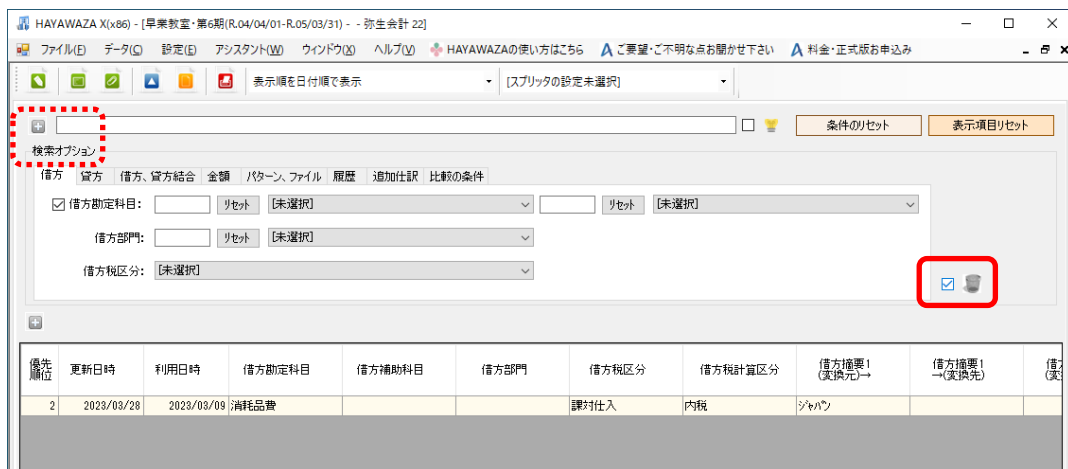 HAYAWAZA X(x86) - [早業教室・第6期(R.04/04/01-R.05/03/31) - - 弥生会計 22]
ファイル(F) データ(C) 設定(E) アシスタント(W) ウインドウ(X) ヘルプ(V) HAYAWAZAの使い方はこちら ご要望・ご不明な点お聞かせ下さい 料金・正式版お申込み
表示順を日付順で表示 [スプリッタの設定未選択]
条件のリセット 表示項目リセット
検索オプション
借方 貸方 借方、貸方結合 金額 パターン、ファイル 履歴 追加仕訳 比較の条件
借方勘定科目: リセット [未選択] リセット [未選択]
借方部門: リセット [未選択]
借方税区分: [未選択]
優先順位 更新日時 利用日時 借方勘定科目 借方補助科目 借方部門 借方税区分 借方税計算区分 借方摘要1(変換元)→ 借方摘要1→(変換先)
2 2023/03/28 2023/03/09 消耗品費 課対仕入 内税 ジャパン